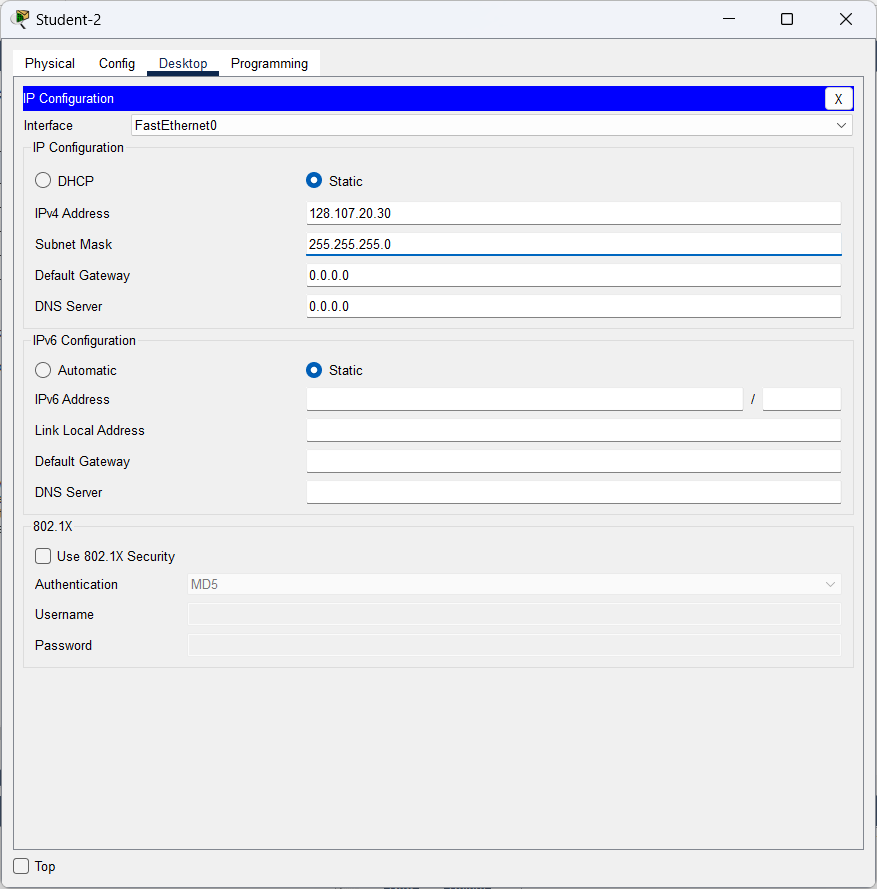 Student-2
Physical Config Desktop Programming
IP Configuration X
Interface FastEthernet0
IP Configuration
DHCP Static
IPv4 Address 128.107.20.30
Subnet Mask 255.255.255.0
Default Gateway 0.0.0.0
DNS Server 0.0.0.0
IPv6 Configuration
Automatic Static
IPv6 Address /
Link Local Address
Default Gateway
DNS Server
802.1X
Use 802.1X Security
Authentication MD5
Username
Password
Top